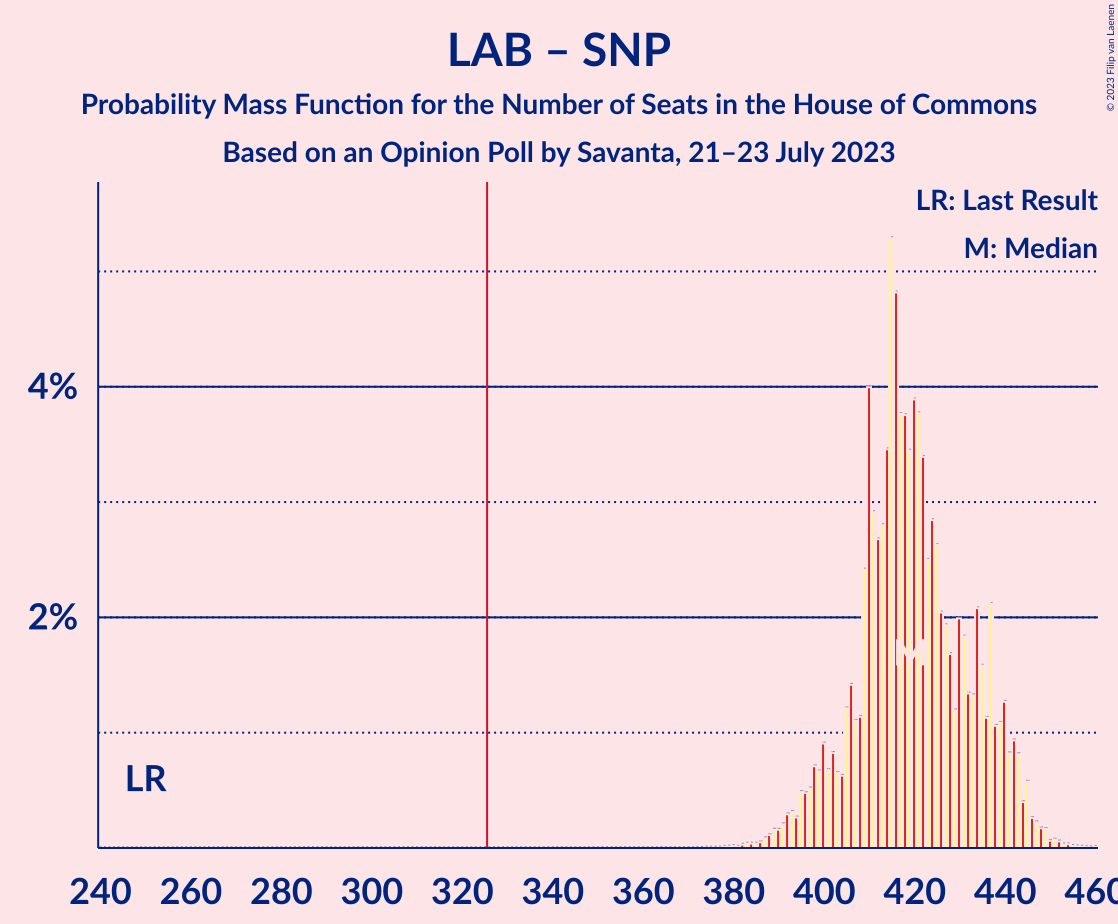 LAB – SNP
Probability Mass Function for the Number of Seats in the House of Commons
Based on an Opinion Poll by Savanta, 21–23 July 2023
© 2023 Filip van Laenen
LR: Last Result
M: Median
4%
2%
M
LR
240 260 280 300 320 340 360 380 400 420 440 460